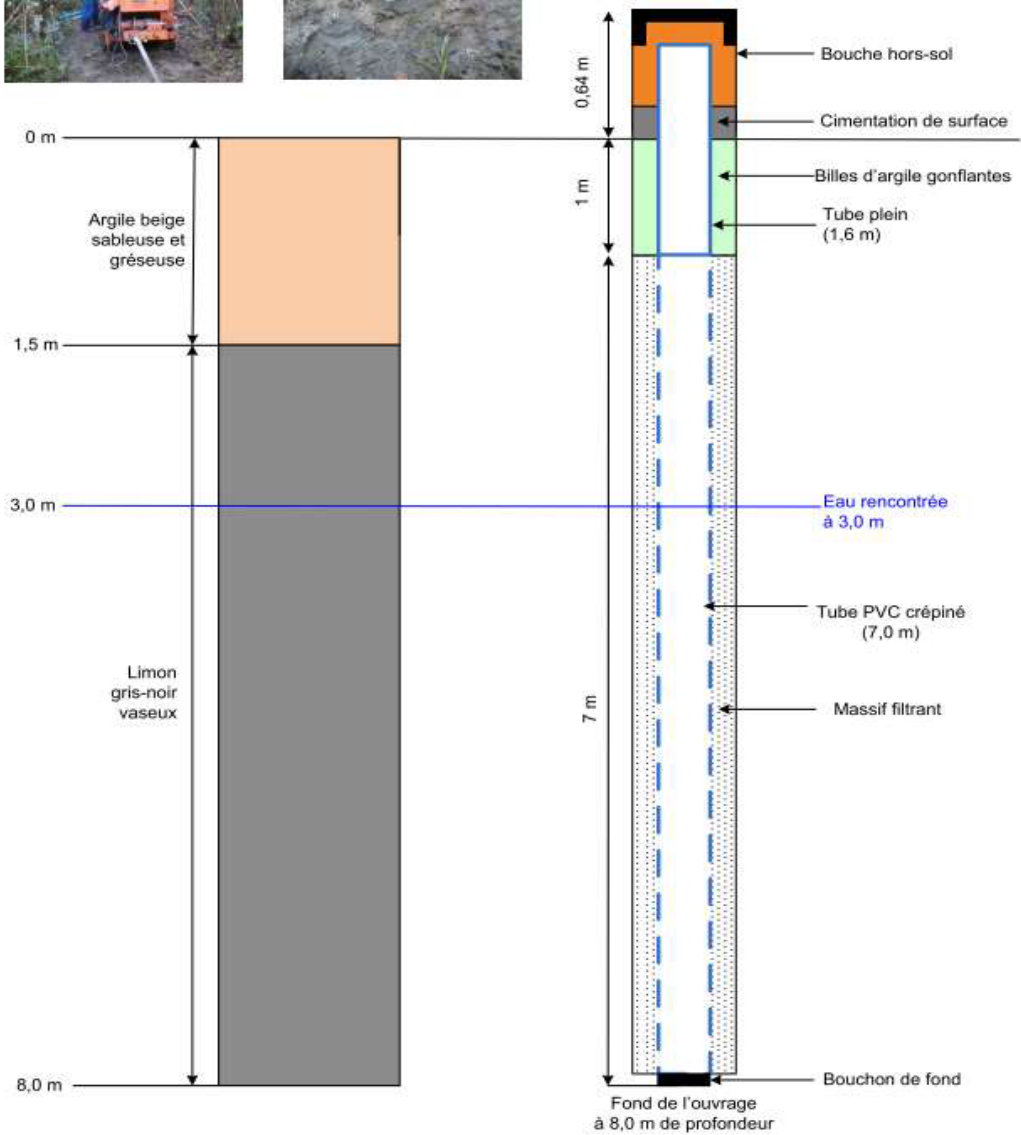 0,64 m
Bouche hors-sol
Cimentation de surface
0 m
1 m
Billes d'argile gonflantes
Tube plein
(1,6 m)
Argile beige
sableuse et
gréseuse
1,5 m
3,0 m
Eau rencontrée
à 3,0 m
Tube PVC crépiné
(7,0 m)
Limon
gris-noir
vaseux
7 m
Massif filtrant
8,0 m
Bouchon de fond
Fond de l'ouvrage
à 8,0 m de profondeur